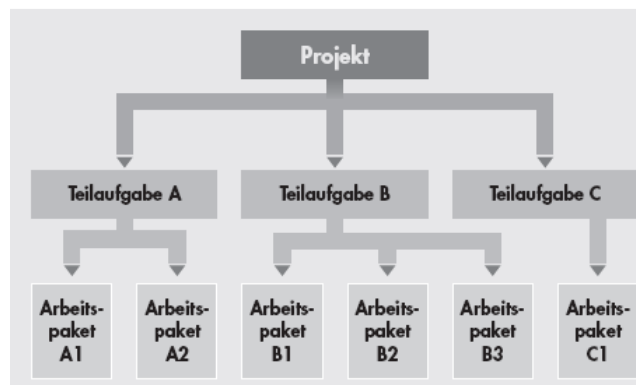 Projekt
Teilaufgabe A
Teilaufgabe B
Teilaufgabe C
Arbeits-
paket
A1
Arbeits-
paket
A2
Arbeits-
paket
B1
Arbeits-
paket
B2
Arbeits-
paket
B3
Arbeits-
paket
C1